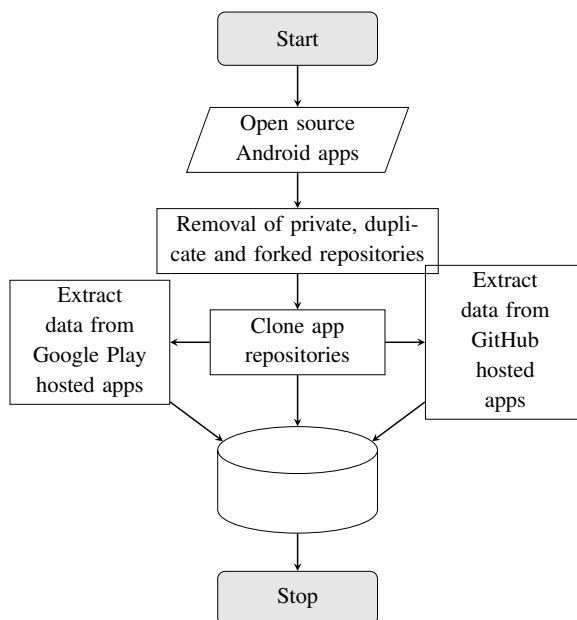 Start
Open source
Android apps
Removal of private, dupli-
cate and forked repositories
Extract
data from
Google Play
hosted apps
Clone app
repositories
Extract
data from
GitHub
hosted
apps
Stop